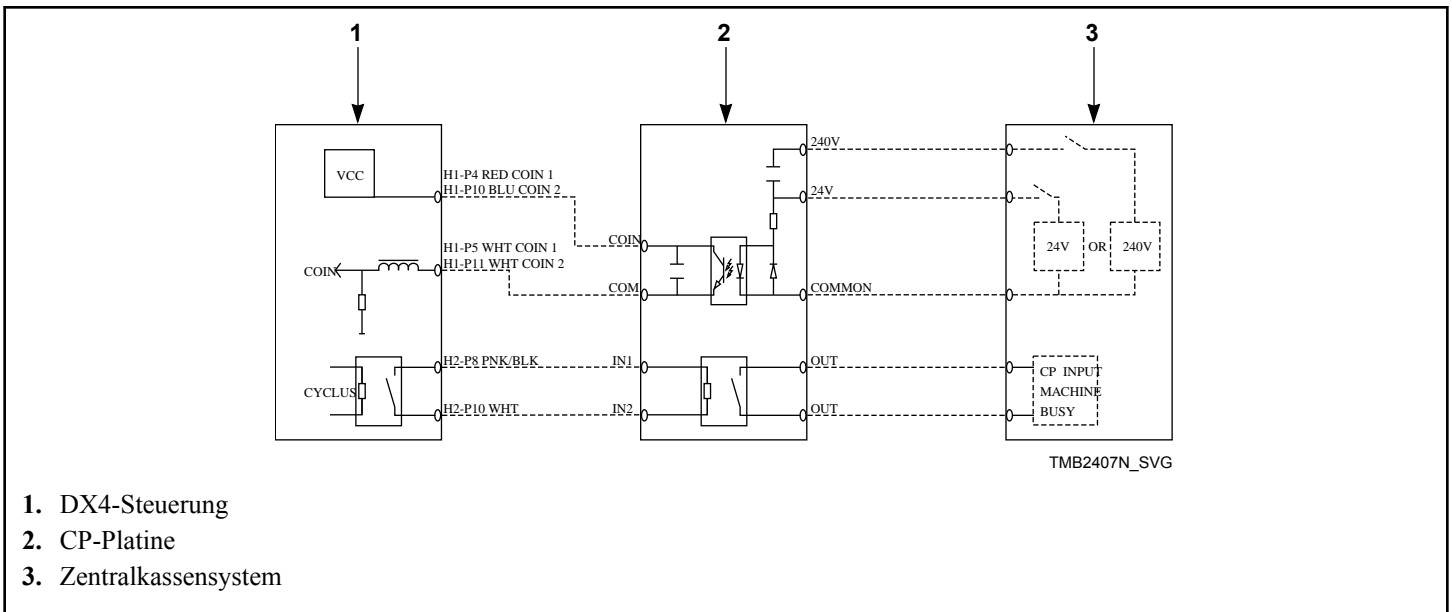 1
2
3
VCC
H1-P4 RED COIN 1
H1-P10 BLU COIN 2
H1-P5 WHT COIN 1
H1-P11 WHT COIN 2
COIN
COIN
COM
240V
24V
COMMON
24V
OR
240V
CYCLUS
H2-P8 PNK/BLK
H2-P10 WHT
IN1
IN2
OUT
OUT
CP INPUT
MACHINE
BUSY
TMB2407N_SVG
1. DX4-Steuerung
2. CP-Platine
3. Zentralkassensystem